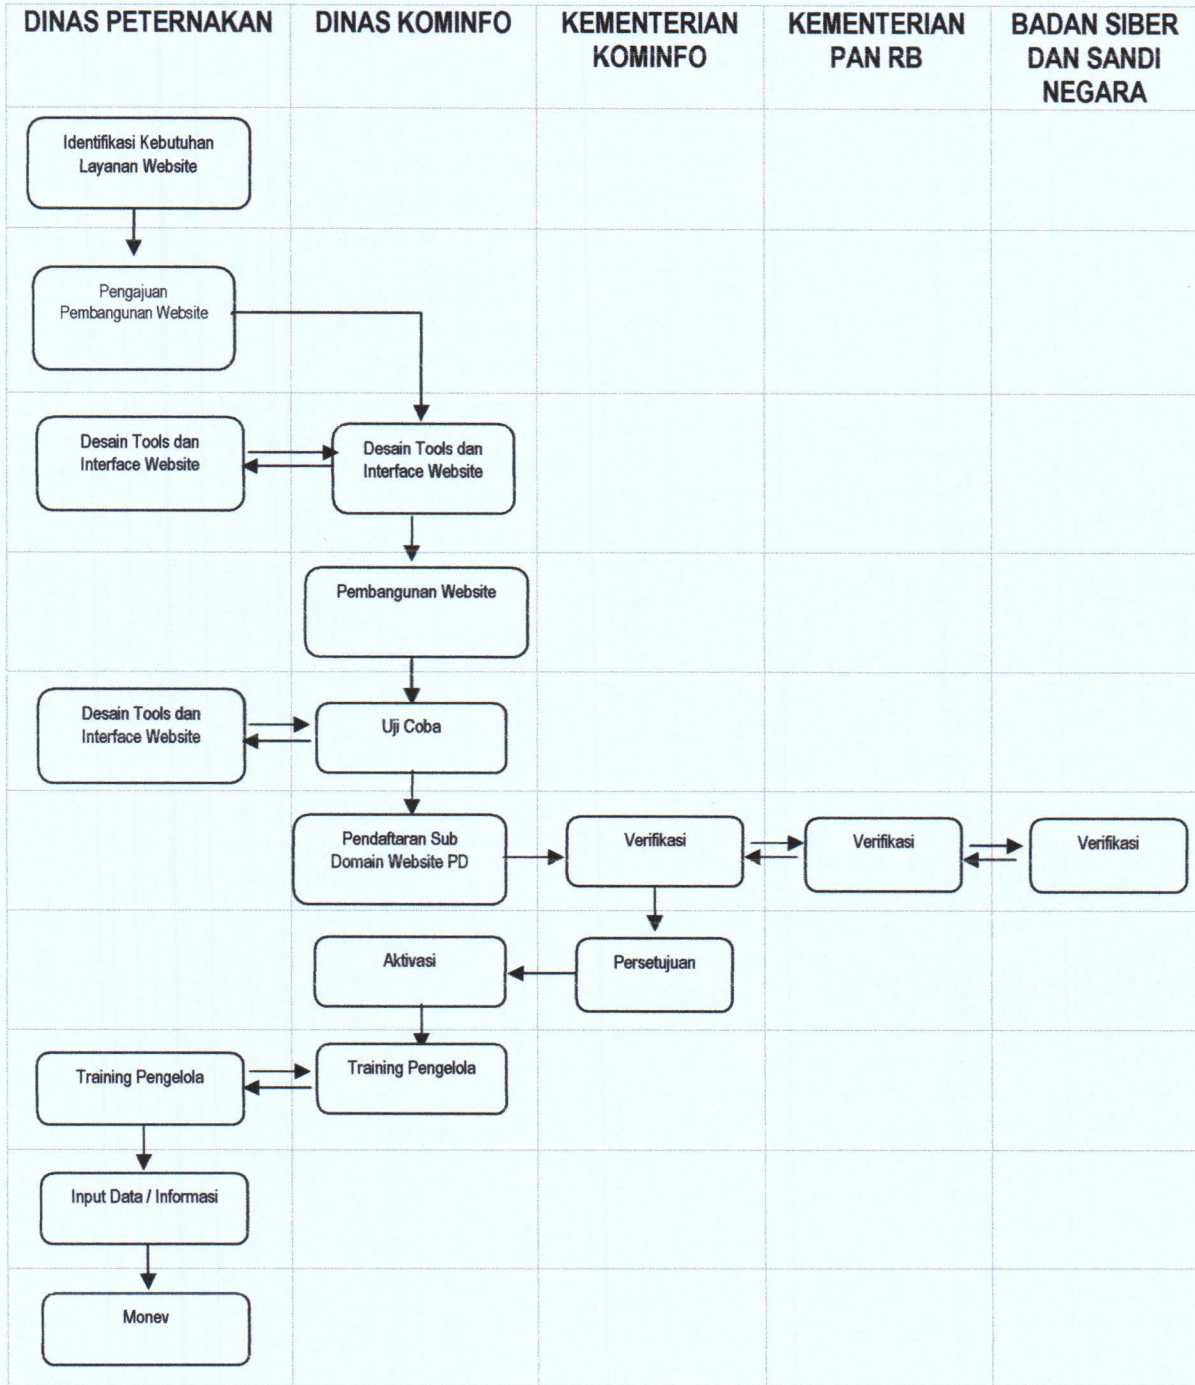 DINAS PETERNAKAN
DINAS KOMINFO
KEMENTERIAN
KOMINFO
KEMENTERIAN
PAN RB
BADAN SIBER
DAN SANDI
NEGARA
Identifikasi Kebutuhan
Layanan Website
Pengajuan
Pembangunan Website
Desain Tools dan
Interface Website
Desain Tools dan
Interface Website
Pembangunan Website
Desain Tools dan
Interface Website
Uji Coba
Pendaftaran Sub
Domain Website PD
Verifikasi
Verifikasi
Verifikasi
Aktivasi
Persetujuan
Training Pengelola
Training Pengelola
Input Data / Informasi
Monev